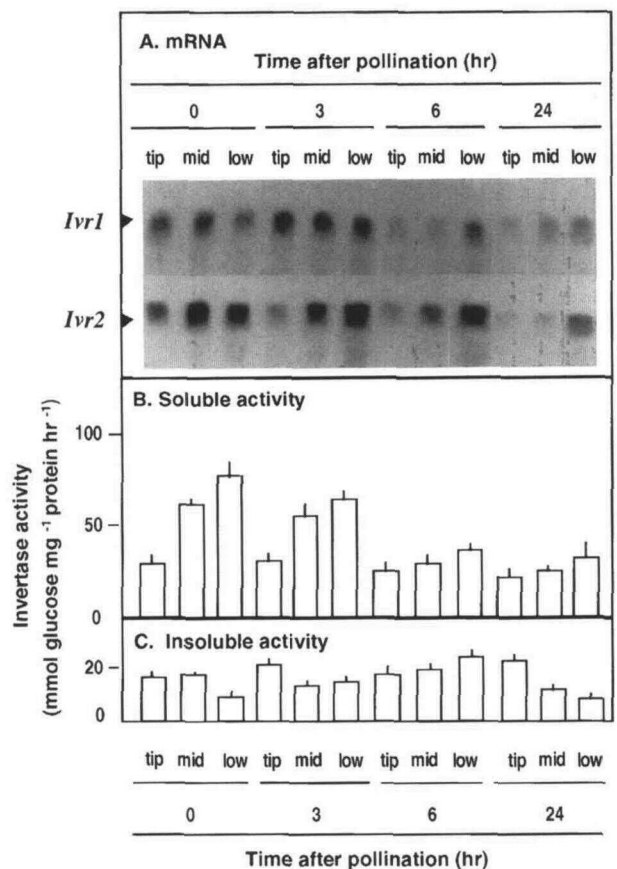 A. mRNA
Time after pollination (hr)
0 3 6 24
tip mid low tip mid low tip mid low tip mid low
Ivr1
Ivr2
B. Soluble activity
100
50
0
Invertase activity
(mmol glucose mg -1 protein hr -1)
C. Insoluble activity
20
0
tip mid low tip mid low tip mid low tip mid low
0 3 6 24
Time after pollination (hr)